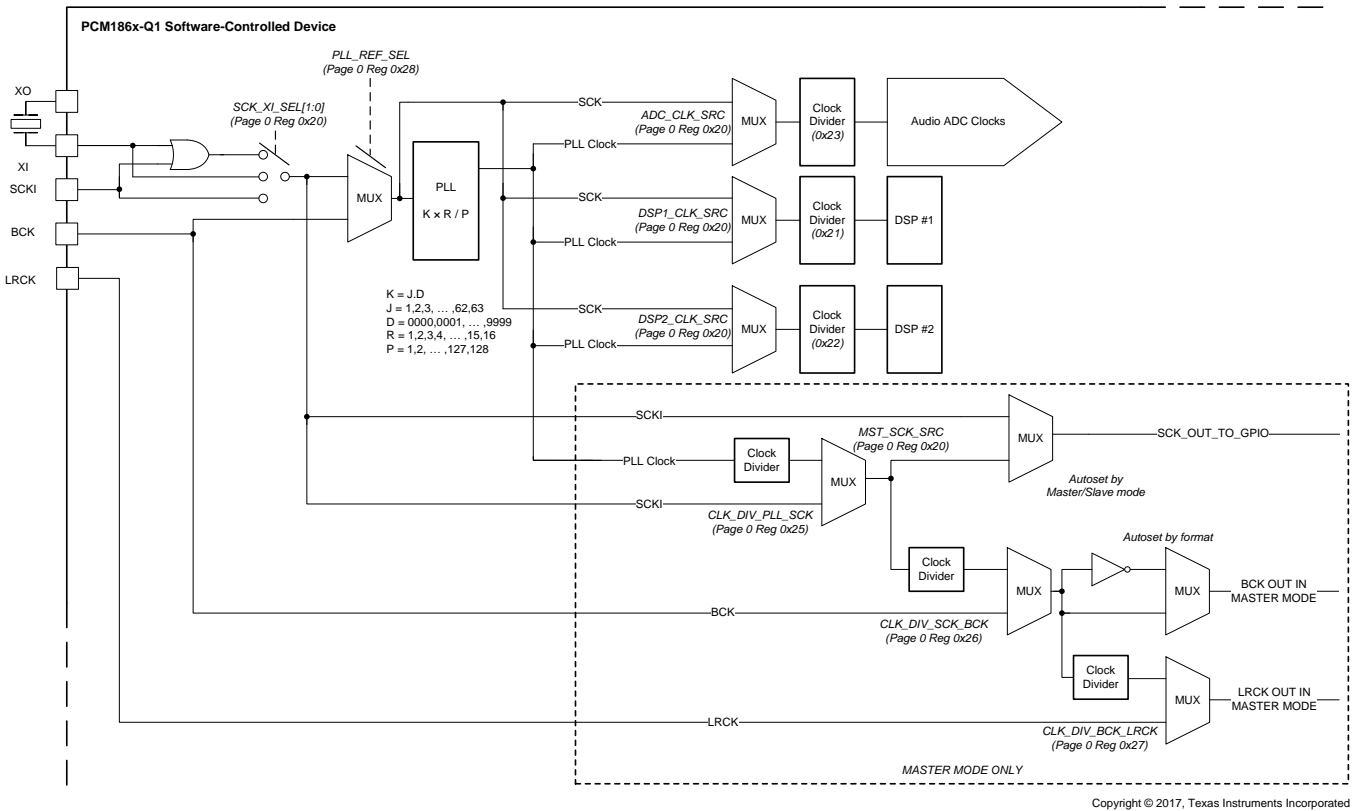 PCM186x-Q1 Software-Controlled Device
XO
XI
SCKI
BCK
LRCK
SCK_XI_SEL[1:0]
(Page 0 Reg 0x20)
PLL_REF_SEL
(Page 0 Reg 0x28)
MUX
PLL
K x R / P
K = J.D
J = 1,2,3, … ,62,63
D = 0000,0001, … ,9999
R = 1,2,3,4, … ,15,16
P = 1,2, … ,127,128
SCK
ADC_CLK_SRC
(Page 0 Reg 0x20)
PLL Clock
MUX
Clock
Divider
(0x23)
Audio ADC Clocks
SCK
DSP1_CLK_SRC
(Page 0 Reg 0x20)
PLL Clock
MUX
Clock
Divider
(0x21)
DSP #1
SCK
DSP2_CLK_SRC
(Page 0 Reg 0x20)
PLL Clock
MUX
Clock
Divider
(0x22)
DSP #2
SCKI
MST_SCK_SRC
(Page 0 Reg 0x20)
MUX
SCK_OUT_TO_GPIO
Autoset by
Master/Slave mode
PLL Clock
Clock
Divider
MUX
SCKI
CLK_DIV_PLL_SCK
(Page 0 Reg 0x25)
Autoset by format
Clock
Divider
MUX
MUX
BCK OUT IN
MASTER MODE
BCK
CLK_DIV_SCK_BCK
(Page 0 Reg 0x26)
Clock
Divider
MUX
LRCK OUT IN
MASTER MODE
LRCK
CLK_DIV_BCK_LRCK
(Page 0 Reg 0x27)
MASTER MODE ONLY
Copyright © 2017, Texas Instruments Incorporated